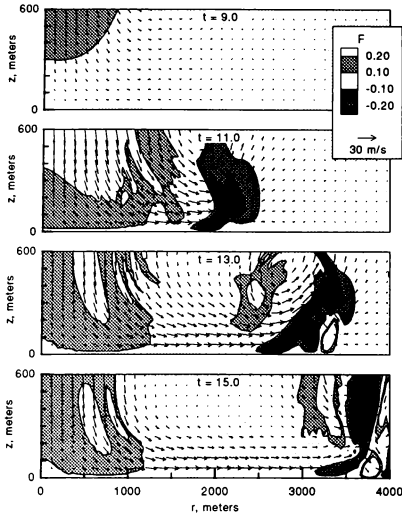 600
z, meters
0
t = 9.0
F
0.20
0.10
-0.10
-0.20
30 m/s
600
z, meters
0
t = 11.0
600
z, meters
0
t = 13.0
600
z, meters
0
t = 15.0
0 1000 2000 3000 4000
r, meters